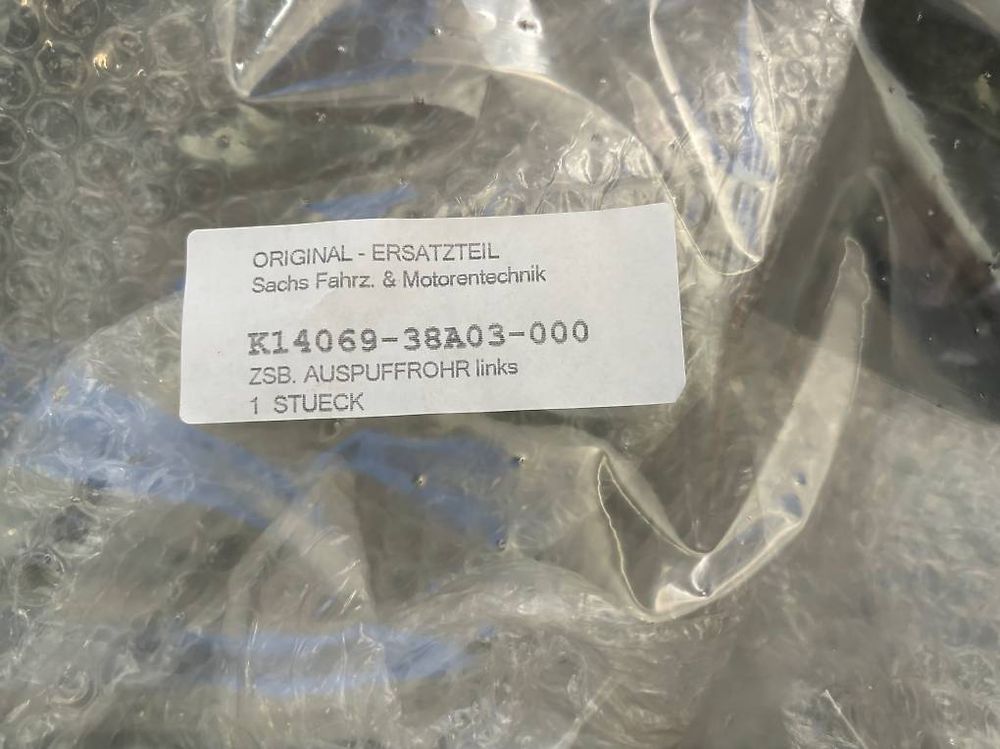 ORIGINAL - ERSATZTEIL
Sachs Fahrz. & Motorentechnik
K14069-38A03-000
ZSB. AUSPUFFROHR links
1 STUECK